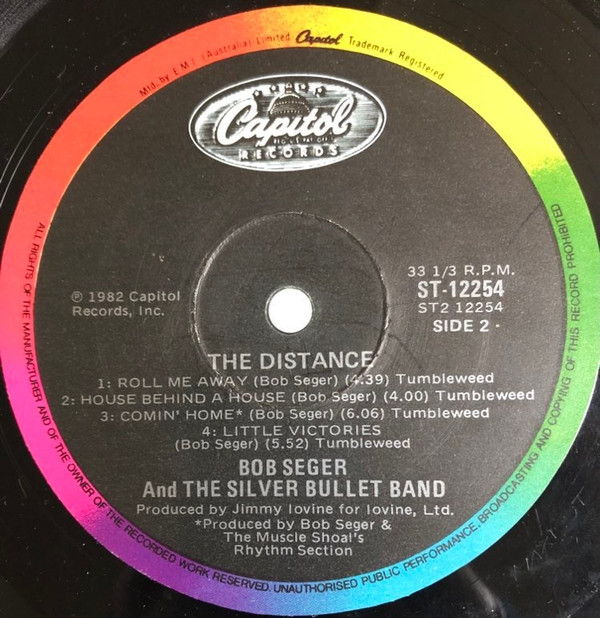 Mfd. by E.M.I. (Australia) Limited Capitol Trademark Registered
Capitol
RECORDS
℗ 1982 Capitol
Records, Inc.
33 1/3 R.P.M.
ST-12254
ST2 12254
SIDE 2 ·
THE DISTANCE
1: ROLL ME AWAY (Bob Seger) (4.39) Tumbleweed
2: HOUSE BEHIND A HOUSE (Bob Seger) (4.00) Tumbleweed
3: COMIN' HOME* (Bob Seger) (6.06) Tumbleweed
4: LITTLE VICTORIES
(Bob Seger) (5.52) Tumbleweed
BOB SEGER
And THE SILVER BULLET BAND
Produced by Jimmy Iovine for Iovine, Ltd.
*Produced by Bob Seger &
The Muscle Shoal's
Rhythm Section
ALL RIGHTS OF THE MANUFACTURER AND OF THE OWNER OF THE RECORDED WORK RESERVED. UNAUTHORISED PUBLIC PERFORMANCE, BROADCASTING AND COPYING OF THIS RECORD PROHIBITED